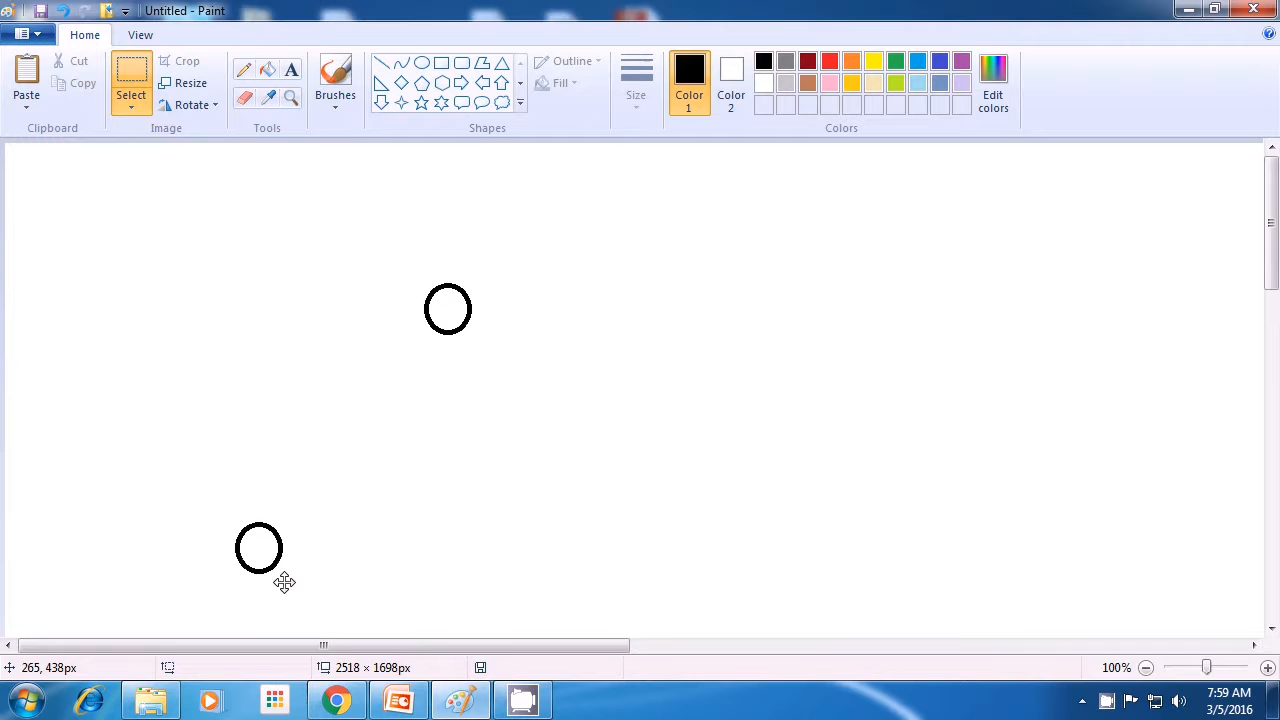 Untitled - Paint
Home
View
Paste
Cut
Copy
Clipboard
Select
Crop
Resize
Rotate
Image
A
Tools
Brushes
Outline
Fill
Shapes
Size
Color
1
Color
2
Edit
colors
Colors
265, 438px
2518 × 1698px
100%
7:59 AM
3/5/2016